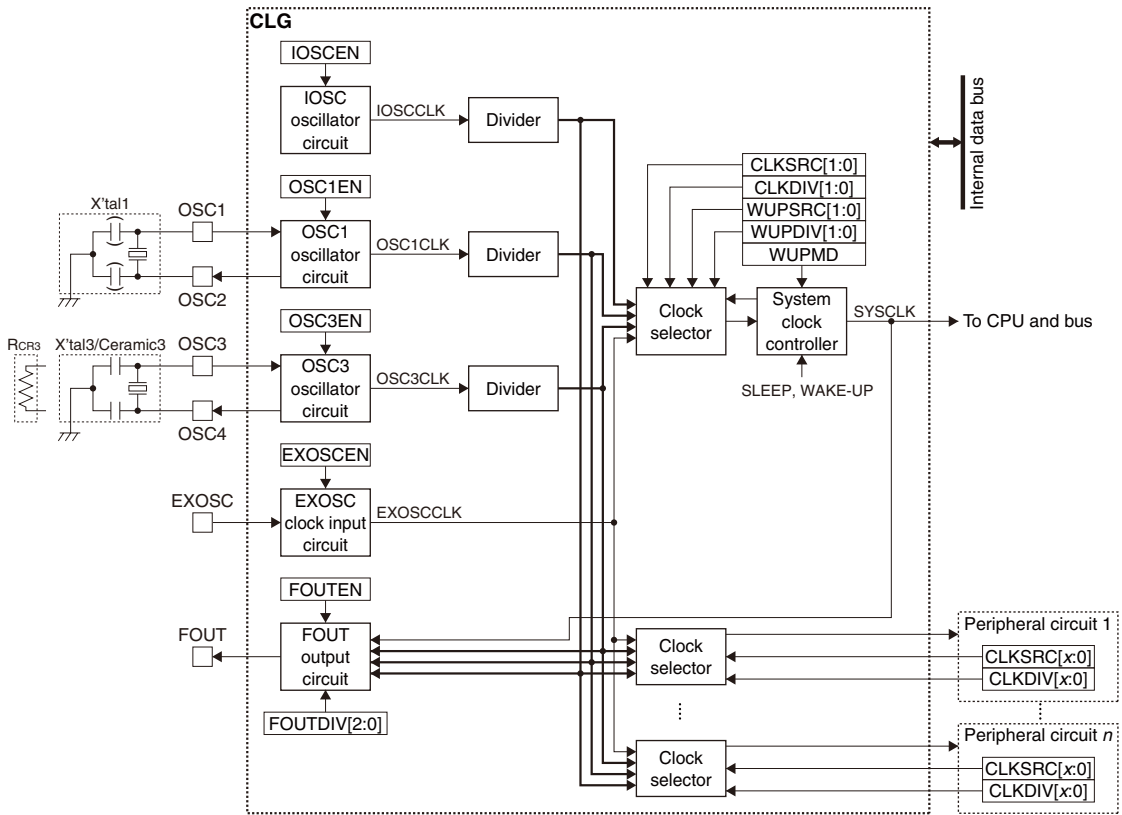 CLG
IOSCEN
IOSC
oscillator
circuit
IOSCCLK
Divider
Internal data bus
CLKSRC[1:0]
CLKDIV[1:0]
WUPSRC[1:0]
WUPDIV[1:0]
WUPMD
X'tal1
OSC1
OSC2
OSC1EN
OSC1
oscillator
circuit
OSC1CLK
Divider
Clock
selector
System
clock
controller
SYSCLK
To CPU and bus
SLEEP, WAKE-UP
RCR3
X'tal3/Ceramic3
OSC3
OSC4
OSC3EN
OSC3
oscillator
circuit
OSC3CLK
Divider
EXOSCEN
EXOSC
EXOSC
clock input
circuit
EXOSCCLK
FOUTEN
FOUT
FOUT
output
circuit
FOUTDIV[2:0]
Clock
selector
Peripheral circuit 1
CLKSRC[x:0]
CLKDIV[x:0]
Clock
selector
Peripheral circuit n
CLKSRC[x:0]
CLKDIV[x:0]